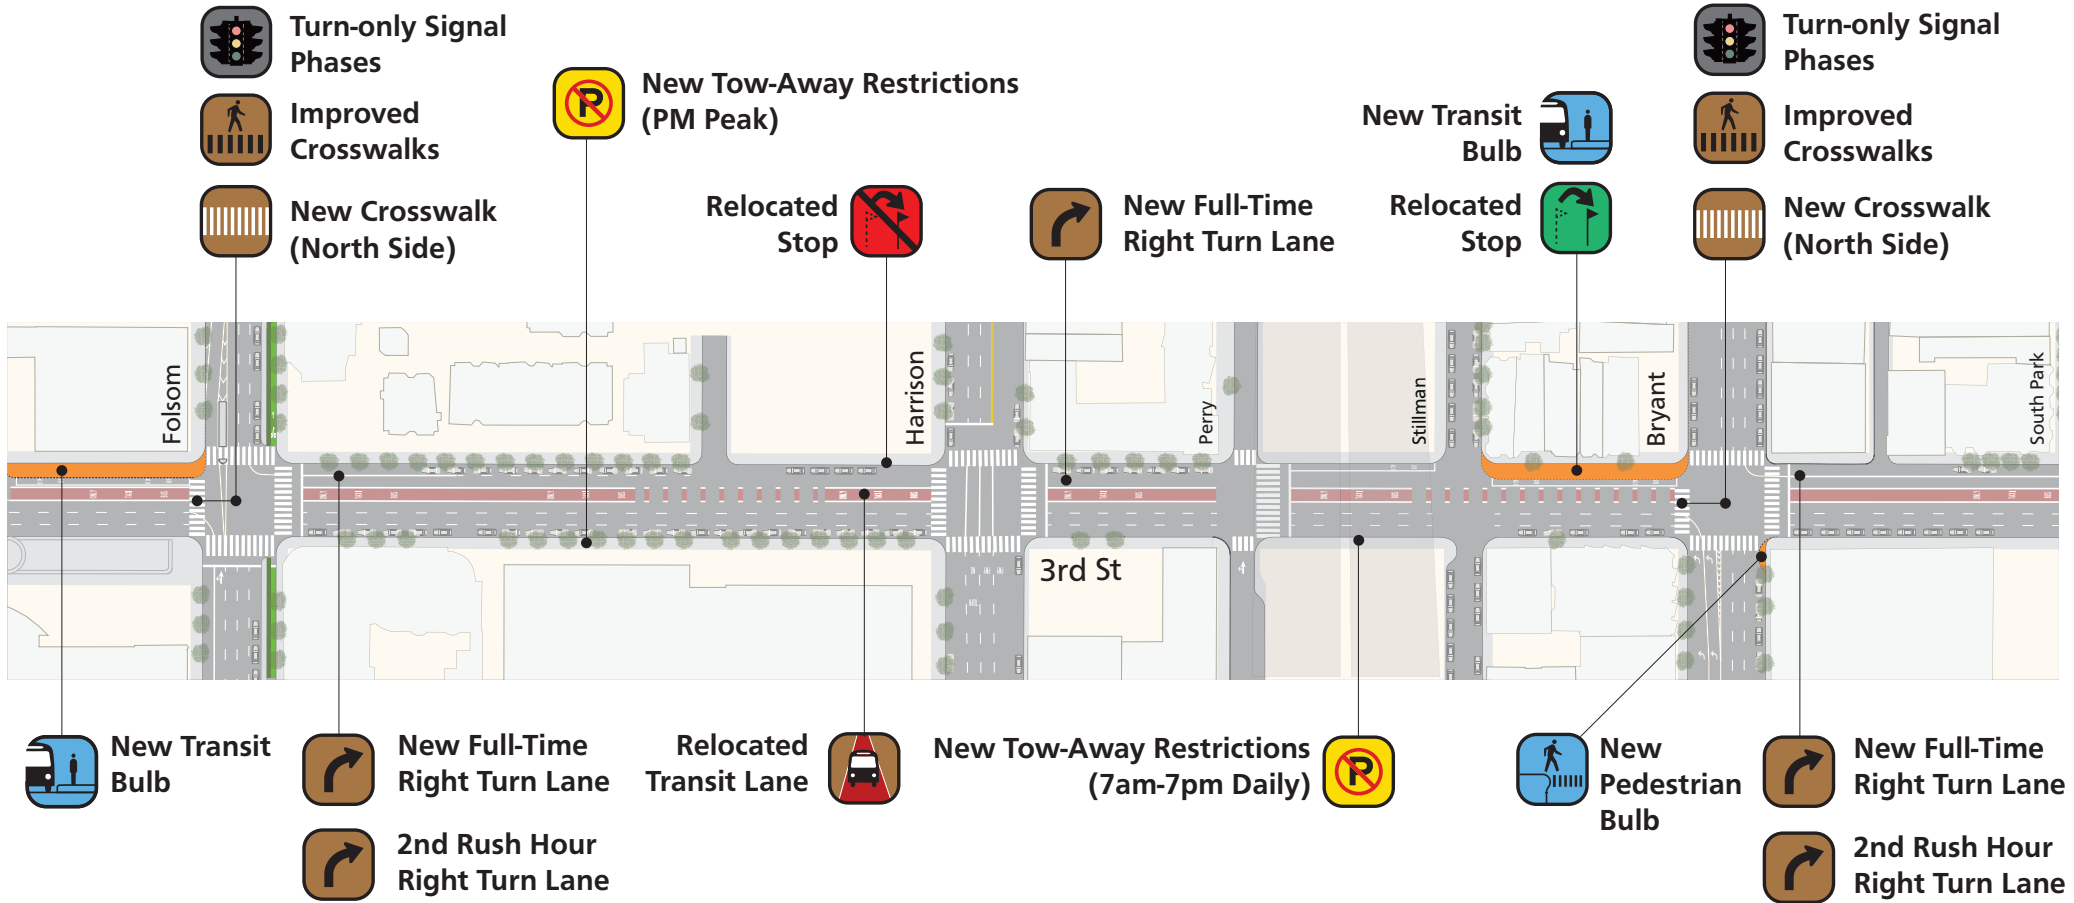 Turn-only Signal
Phases
Improved
Crosswalks
New Crosswalk
(North Side)
New Tow-Away Restrictions
(PM Peak)
Relocated
Stop
New Full-Time
Right Turn Lane
New Transit
Bulb
Relocated
Stop
Turn-only Signal
Phases
Improved
Crosswalks
New Crosswalk
(North Side)
Folsom
Harrison
Perry
Stillman
Bryant
South Park
3rd St
New Transit
Bulb
New Full-Time
Right Turn Lane
2nd Rush Hour
Right Turn Lane
Relocated
Transit Lane
New Tow-Away Restrictions
(7am-7pm Daily)
New
Pedestrian
Bulb
New Full-Time
Right Turn Lane
2nd Rush Hour
Right Turn Lane